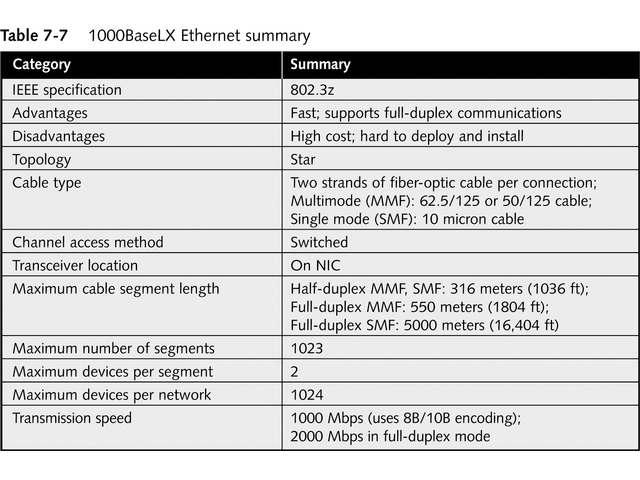 Table 7-7 1000BaseLX Ethernet summary
Category Summary
IEEE specification 802.3z
Advantages Fast; supports full-duplex communications
Disadvantages High cost; hard to deploy and install
Topology Star
Cable type Two strands of fiber-optic cable per connection;
Multimode (MMF): 62.5/125 or 50/125 cable;
Single mode (SMF): 10 micron cable
Channel access method Switched
Transceiver location On NIC
Maximum cable segment length Half-duplex MMF, SMF: 316 meters (1036 ft);
Full-duplex MMF: 550 meters (1804 ft);
Full-duplex SMF: 5000 meters (16,404 ft)
Maximum number of segments 1023
Maximum devices per segment 2
Maximum devices per network 1024
Transmission speed 1000 Mbps (uses 8B/10B encoding);
2000 Mbps in full-duplex mode